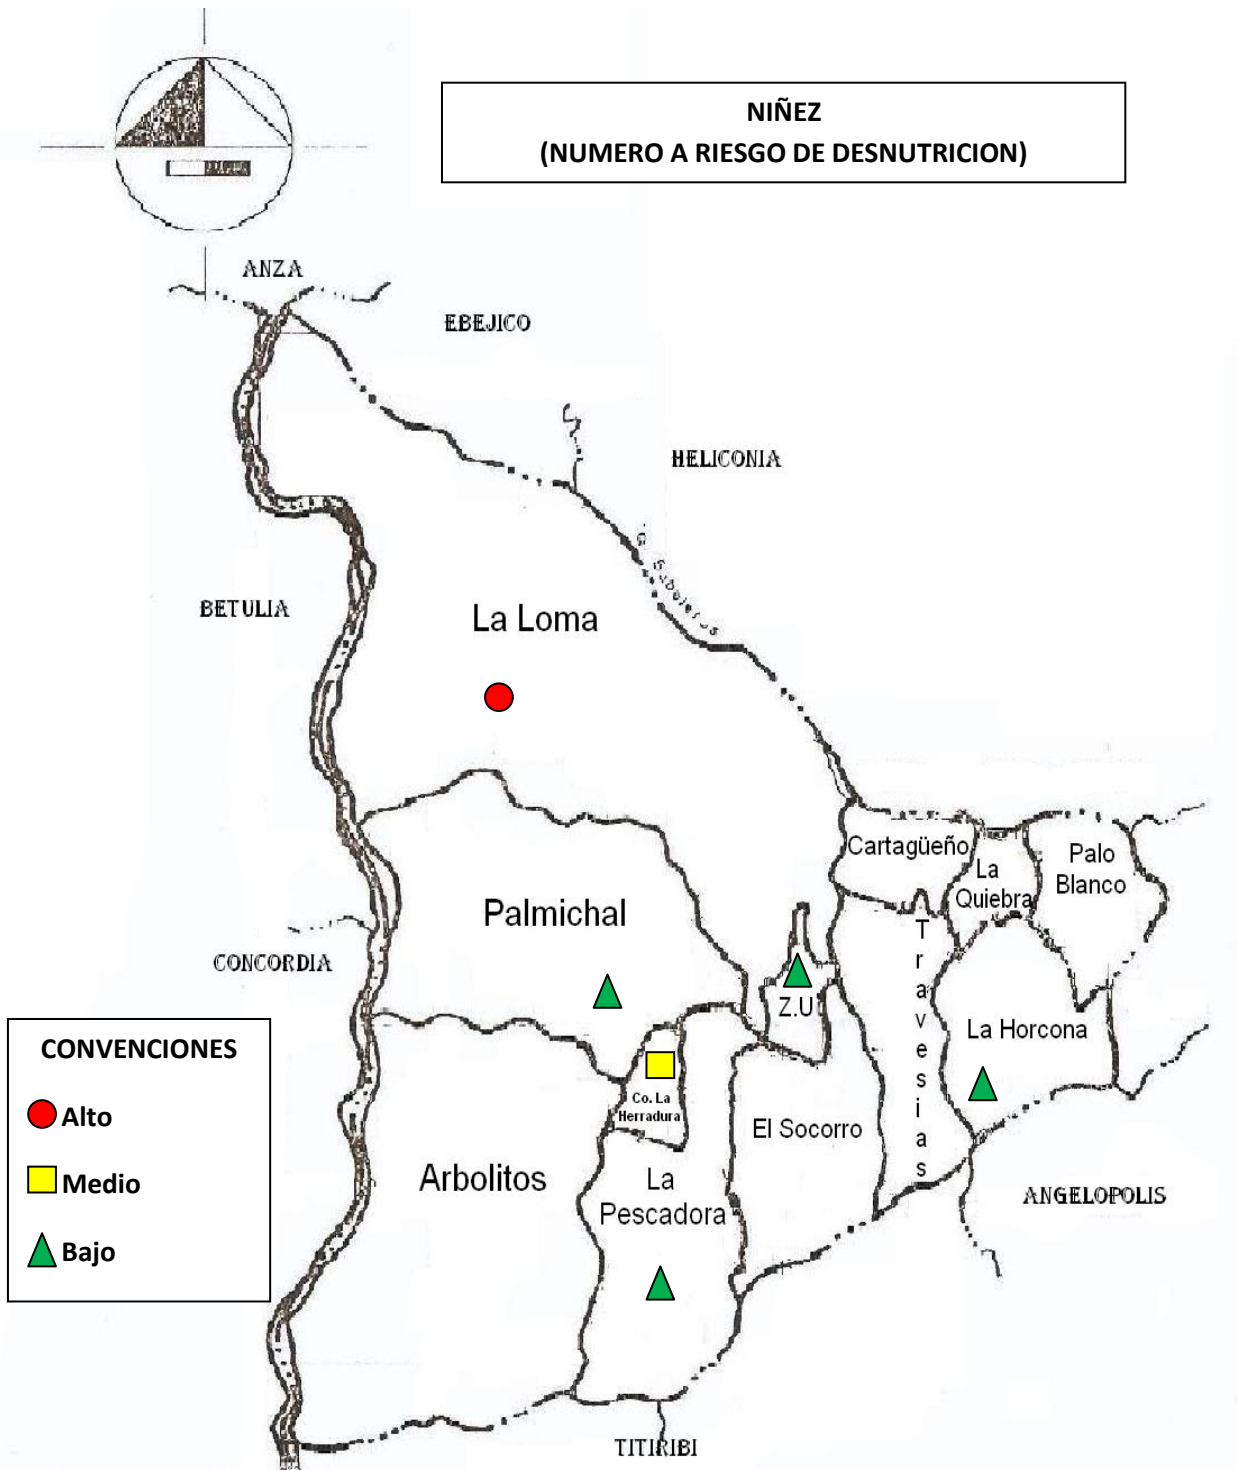 NIÑEZ
(NUMERO A RIESGO DE DESNUTRICION)
ANZA
EBEJICO
HELICONIA
BETULIA
La Loma
Cartagüeño
La
Quiebra
Palo
Blanco
Palmichal
Travesias
CONCORDIA
Z.U
La Horcona
CONVENCIONES
Alto
Medio
Bajo
Co. La
Herradura
El Socorro
Arbolitos
La
Pescadora
ANGELOPOLIS
TITIRIBI